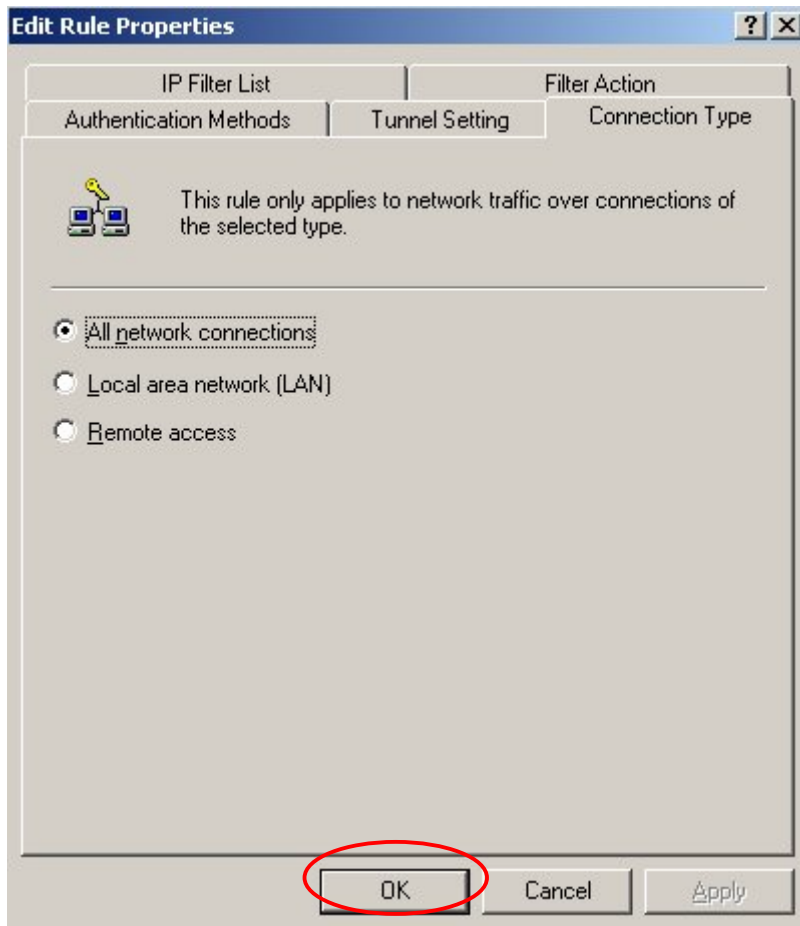 Edit Rule Properties
IP Filter List
Filter Action
Authentication Methods
Tunnel Setting
Connection Type
This rule only applies to network traffic over connections of
the selected type.
All network connections
Local area network (LAN)
Remote access
OK
Cancel
Apply